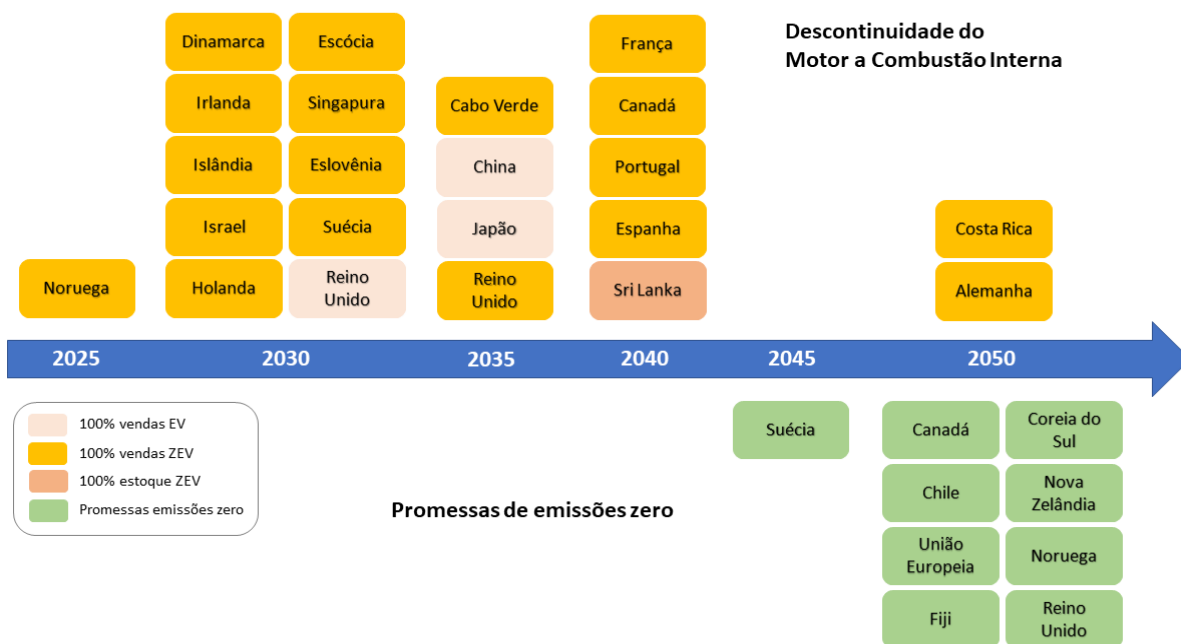 Descontinuidade do
Motor a Combustão Interna
Dinamarca
Escócia
França
Irlanda
Singapura
Cabo Verde
Canadá
Islândia
Eslovênia
China
Portugal
Israel
Suécia
Japão
Espanha
Costa Rica
Noruega
Holanda
Reino
Unido
Reino
Unido
Sri Lanka
Alemanha
2025
2030
2035
2040
2045
2050
100% vendas EV
100% vendas ZEV
100% estoque ZEV
Promessas emissões zero
Promessas de emissões zero
Suécia
Canadá
Coreia do
Sul
Chile
Nova
Zelândia
União
Europeia
Noruega
Fiji
Reino
Unido